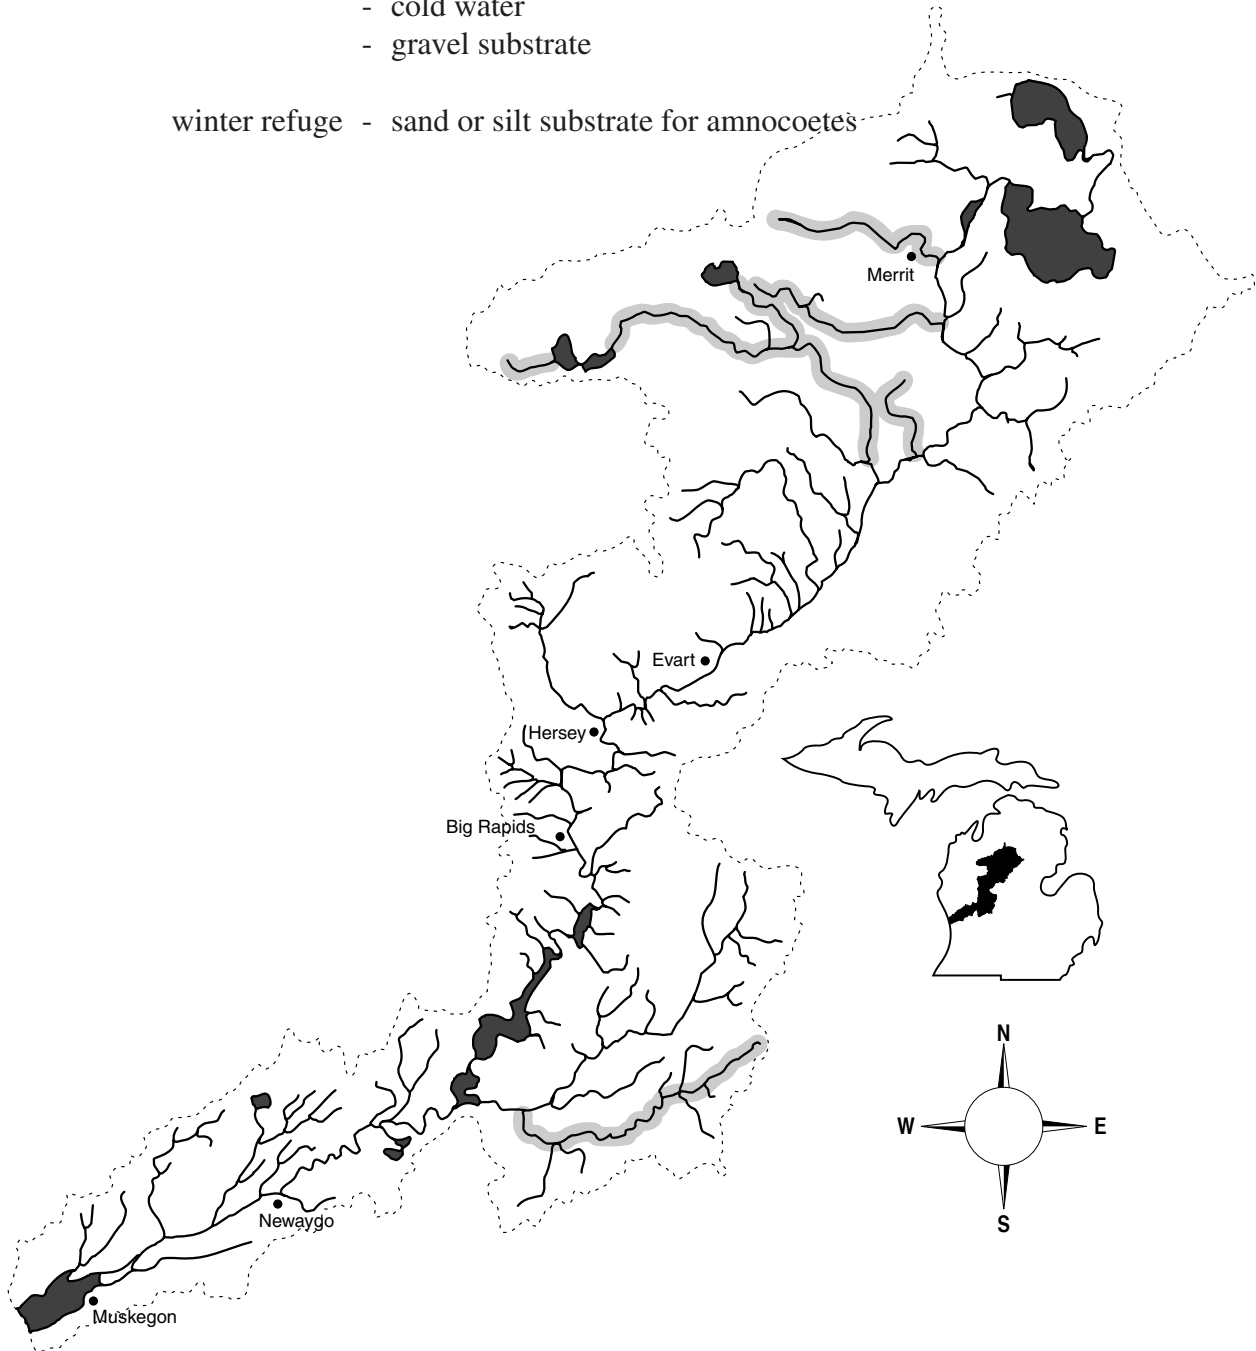 - cold water
- gravel substrate
winter refuge - sand or silt substrate for amnocoetes
Merrit
Evart
Hersey
Big Rapids
N
W E
S
Newaygo
Muskegon